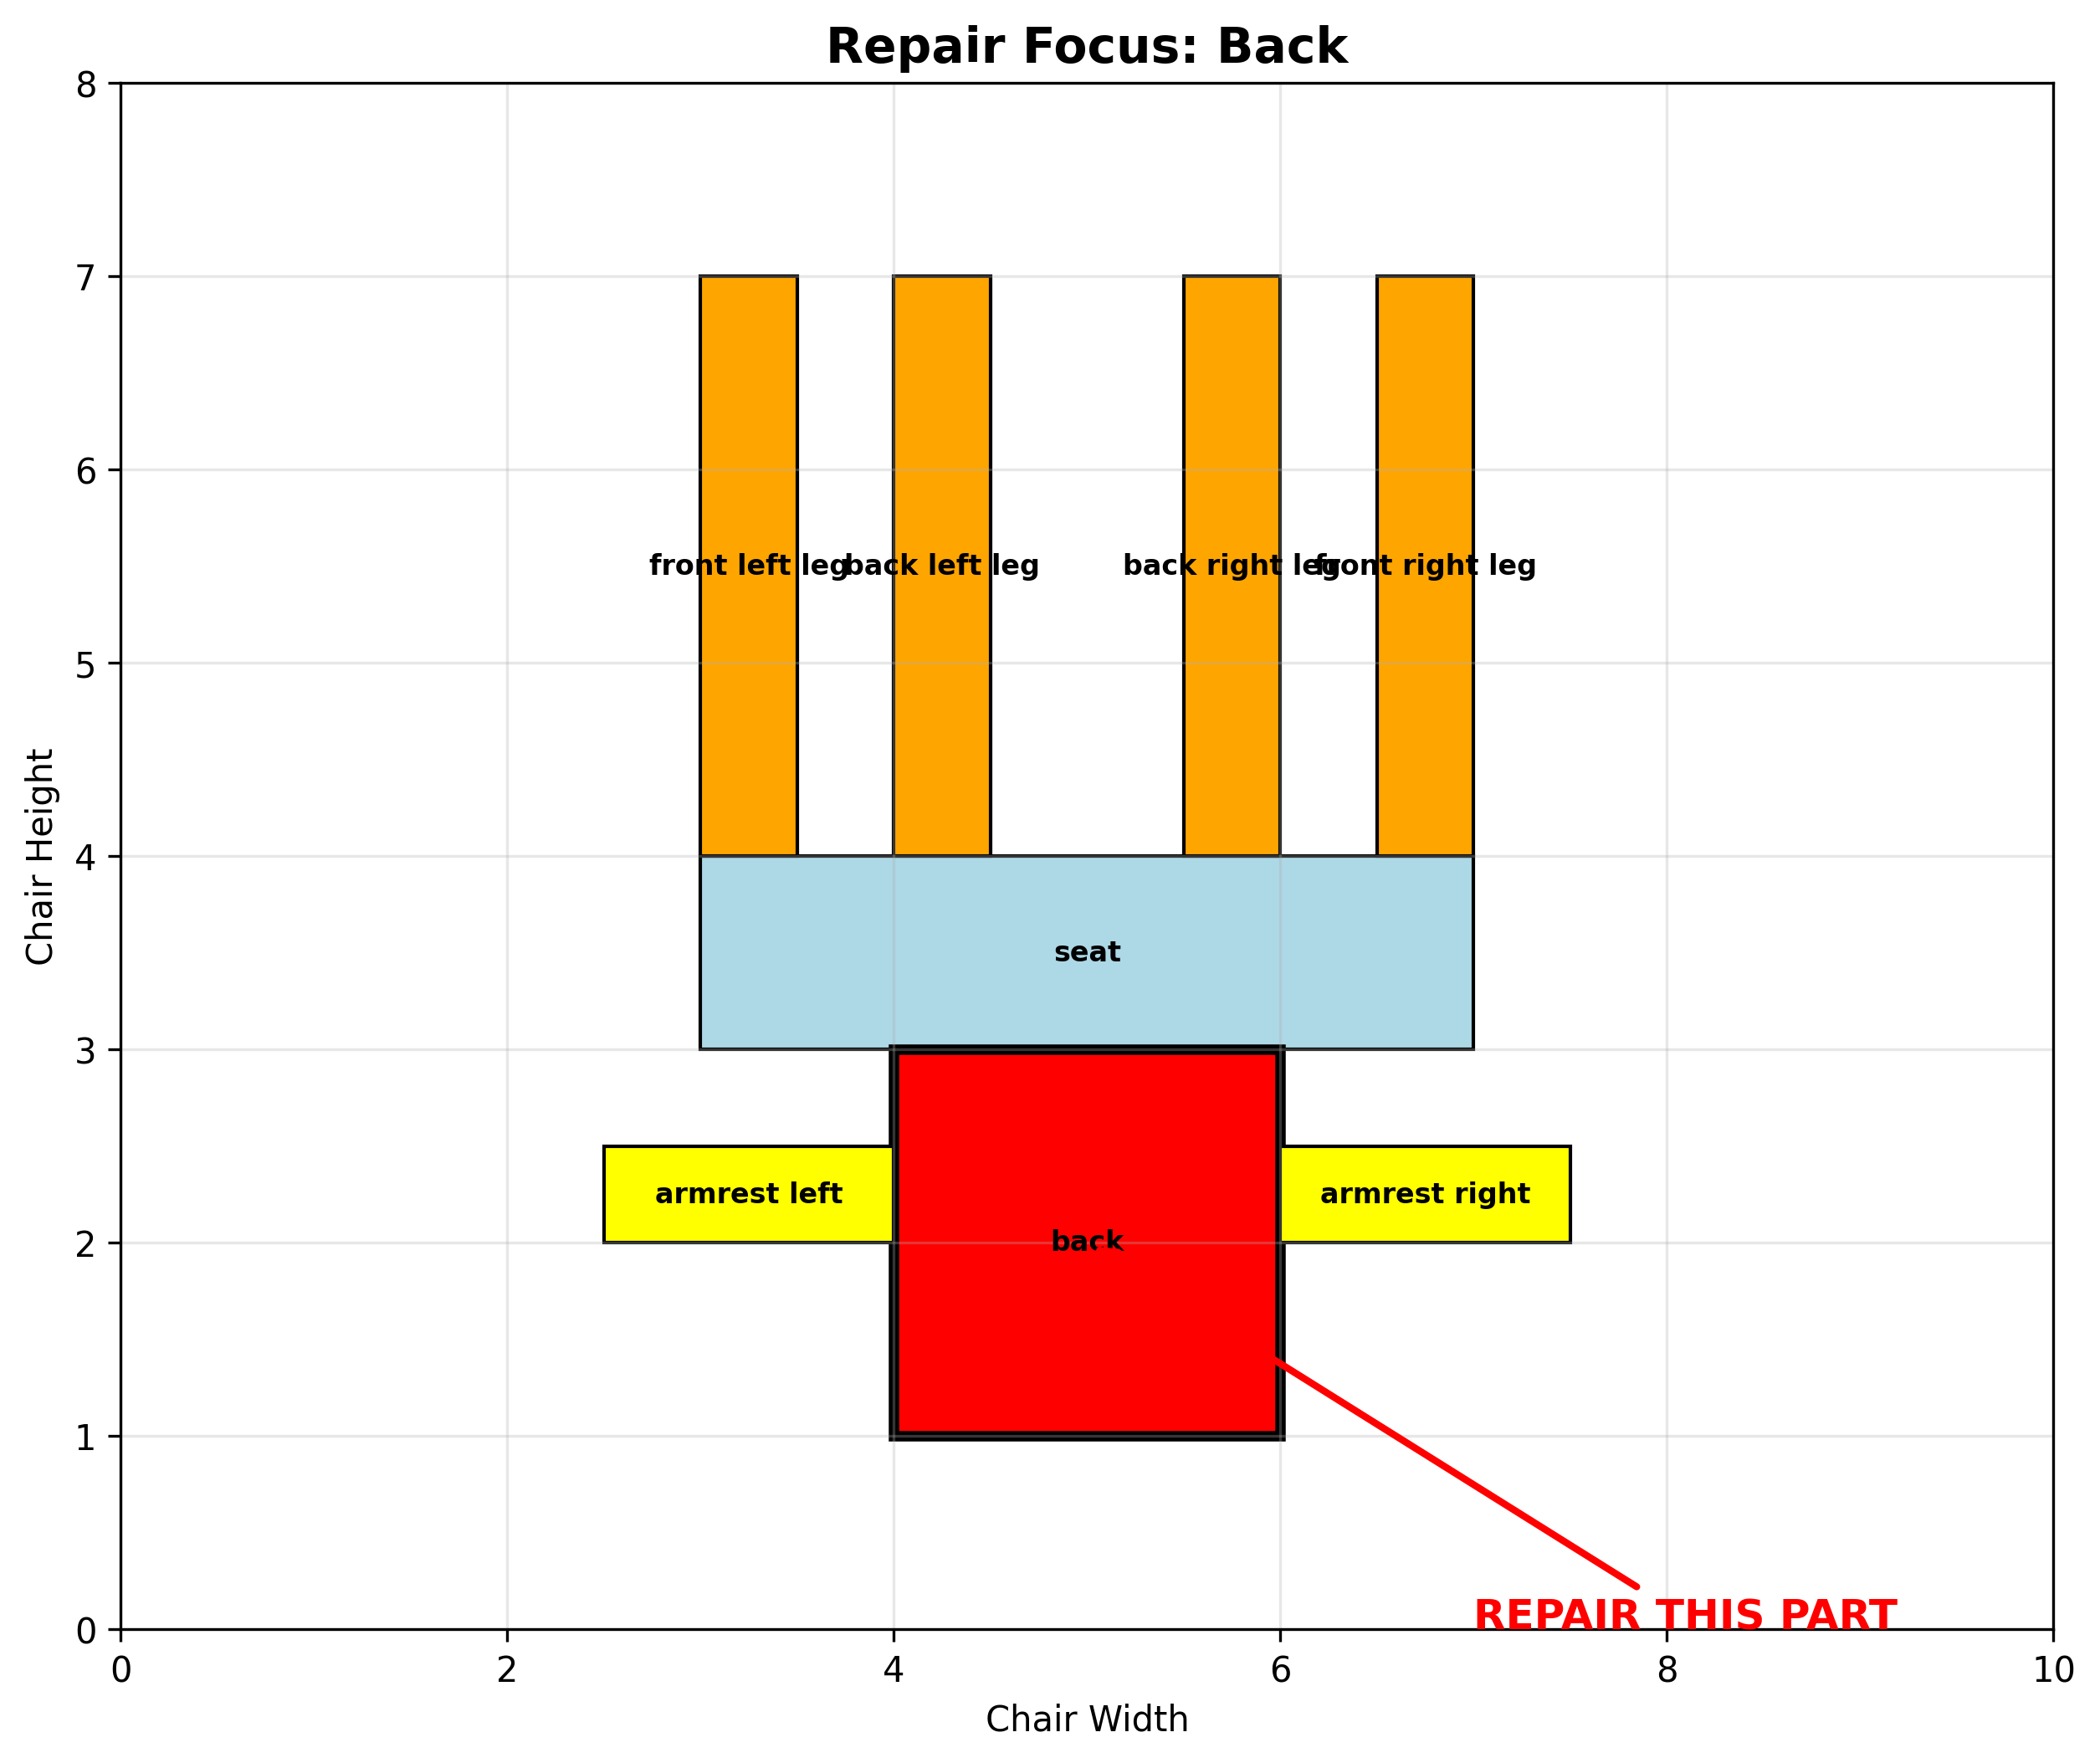 Repair Focus: Back
8
7
6
5
4
3
2
1
0
Chair Height
front left leg
back left leg
back right leg
front right leg
seat
armrest left
armrest right
back
REPAIR THIS PART
0 2 4 6 8 10
Chair Width